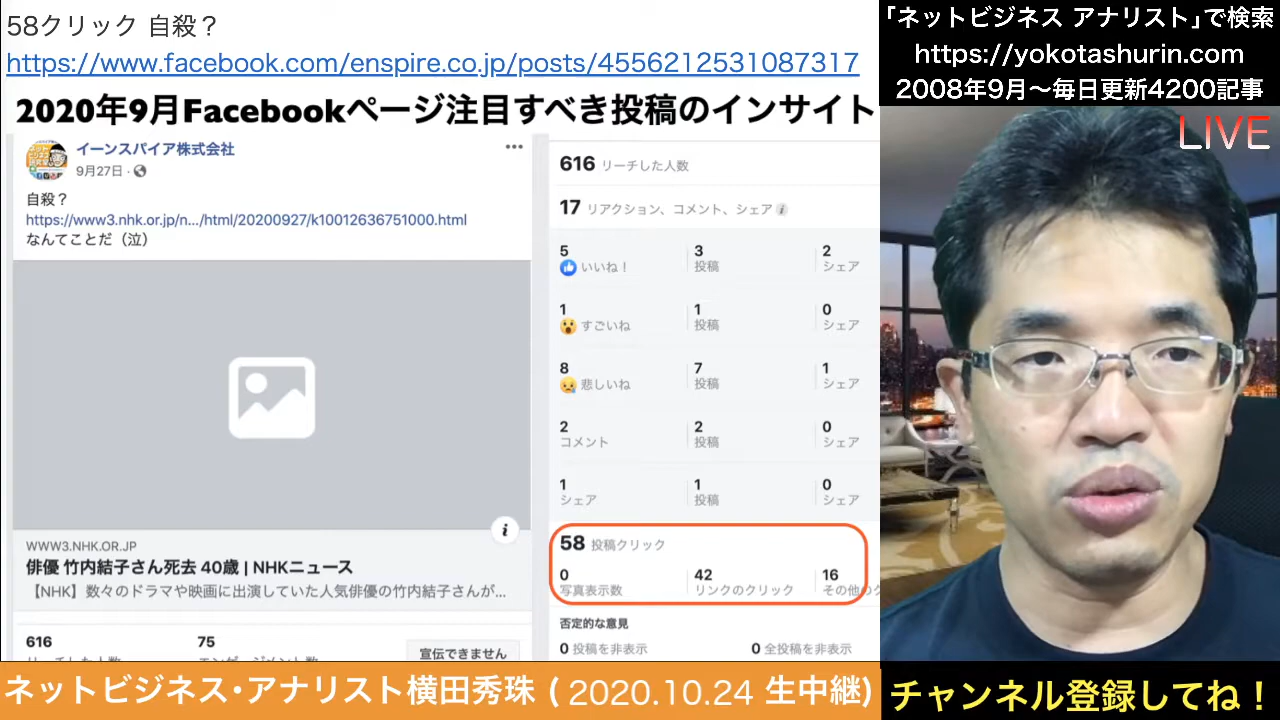 58クリック 自殺？
https://www.facebook.com/enspire.co.jp/posts/4556212531087317
2020年9月Facebookページ注目すべき投稿のインサイト
イーンスパイア株式会社
9月27日
自殺？
https://www3.nhk.or.jp/n.../html/20200927/k10012636751000.html
なんてことだ（泣）
WWW3.NHK.OR.JP
俳優 竹内結子さん死去 40歳 | NHKニュース
【NHK】数々のドラマや映画に出演していた人気俳優の竹内結子さんが...
616 75
リーチした人数 エンゲージメント数 宣伝できません
616 リーチした人数
17 リアクション、コメント、シェア
5 3 2
いいね！ 投稿 シェア
1 1 0
すごいね 投稿 シェア
8 7 1
悲しいね 投稿 シェア
2 2 0
コメント 投稿 シェア
1 1 0
シェア 投稿 シェア
58 投稿クリック
0 42 16
写真表示数 リンクのクリック その他のク
否定的な意見
0 投稿を非表示 0 全投稿を非表示
「ネットビジネス アナリスト」で検索
https://yokotashurin.com
2008年9月～毎日更新4200記事
LIVE
ネットビジネス・アナリスト横田秀珠 ( 2020.10.24 生中継)
チャンネル登録してね！